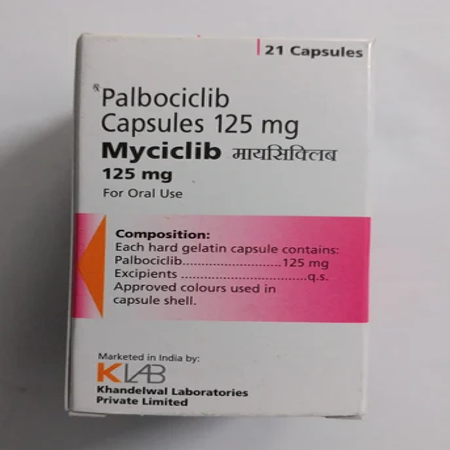 21 Capsules
Palbociclib
Capsules 125 mg
Myciclib मायसिक्लिब
125 mg
For Oral Use
Composition:
Each hard gelatin capsule contains:
Palbociclib..........................125 mg
Excipients .................................q.s.
Approved colours used in
capsule shell.
Marketed in India by:
KLAB
Khandelwal Laboratories
Private Limited